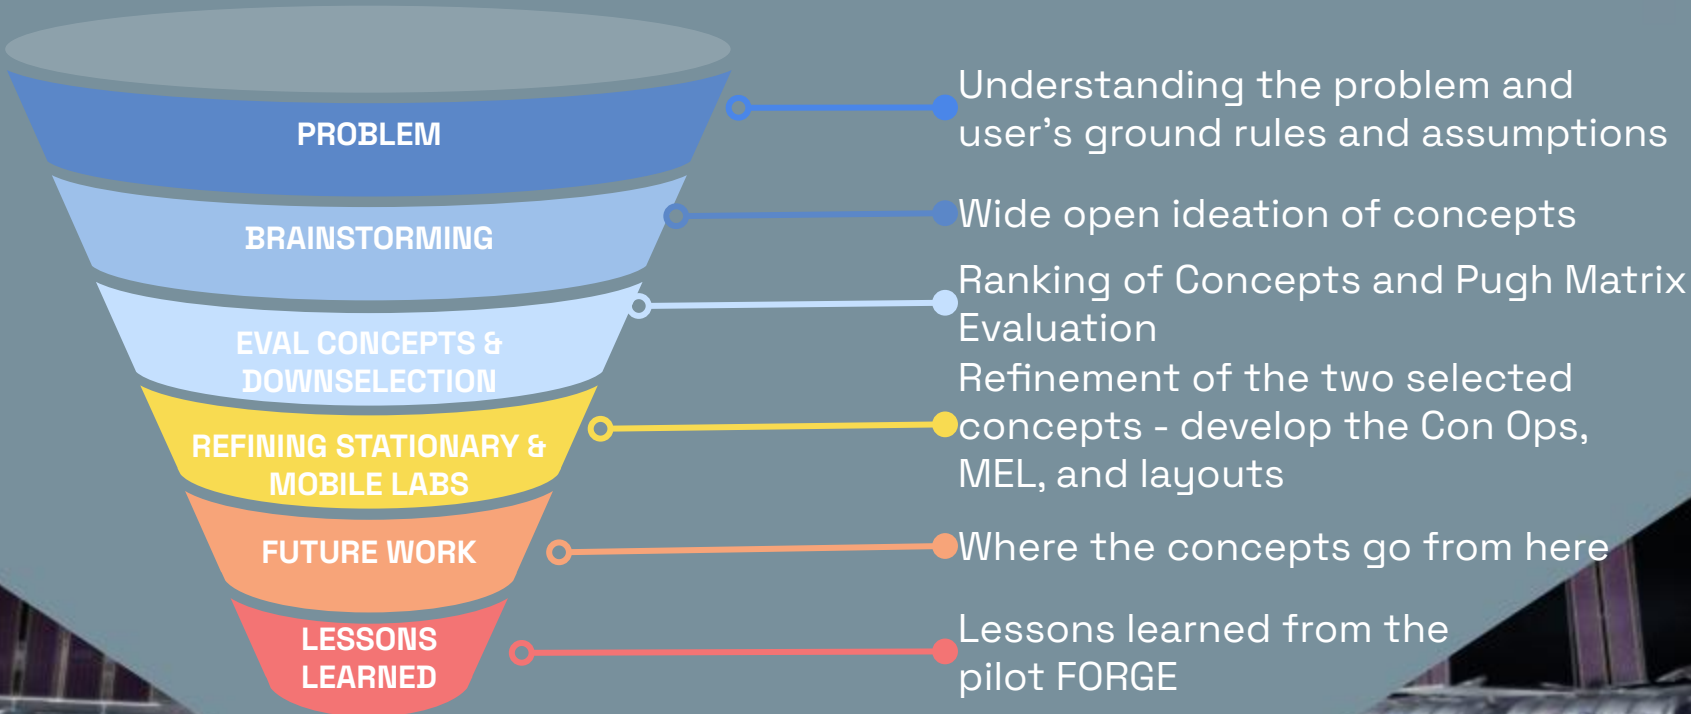 PROBLEM
Understanding the problem and
user's ground rules and assumptions
BRAINSTORMING
Wide open ideation of concepts
EVAL CONCEPTS &
DOWNSELECTION
Ranking of Concepts and Pugh Matrix
Evaluation
REFINING STATIONARY &
MOBILE LABS
Refinement of the two selected
concepts - develop the Con Ops,
MEL, and layouts
FUTURE WORK
Where the concepts go from here
LESSONS
LEARNED
Lessons learned from the
pilot FORGE